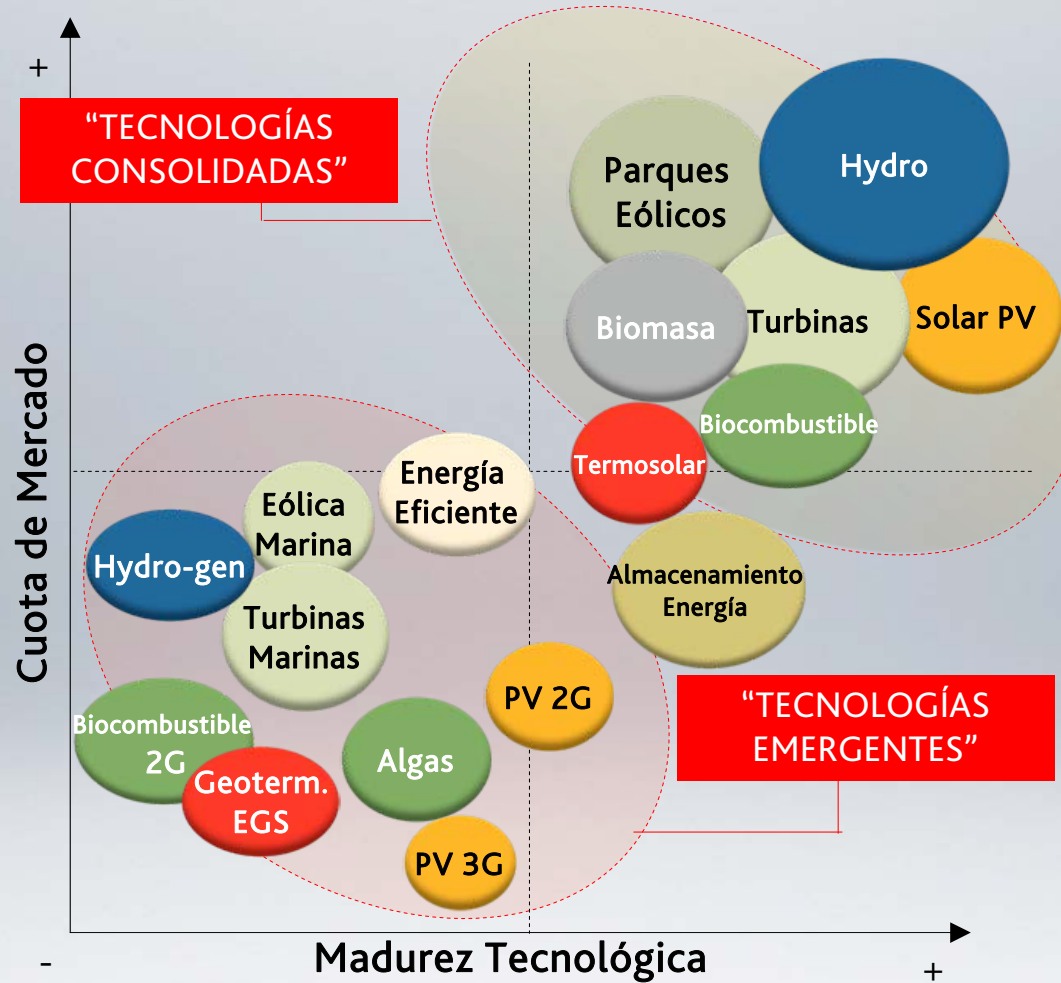 +
“TECNOLOGÍAS
CONSOLIDADAS”
Parques
Eólicos
Hydro
Biomasa
Turbinas
Solar PV
Biocombustible
Termosolar
Energía
Eficiente
Eólica
Marina
Hydro-gen
Turbinas
Marinas
Almacenamiento
Energía
PV 2G
Biocombustible
2G
Geoterm.
EGS
Algas
PV 3G
“TECNOLOGÍAS
EMERGENTES”
Cuota de Mercado
-
Madurez Tecnológica
+